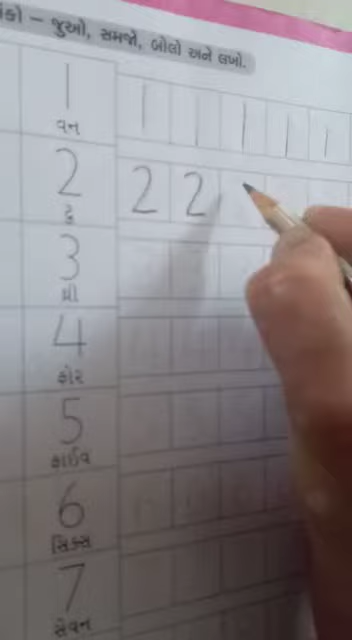 – જુઓ, સમજો, બોલો અને લખો.
1 1 1 1 1 1
વન
2 2 2
ટુ
3
થ્રી
4
ફોર
5
ફાઈવ
6
સિક્સ
7
સેવન